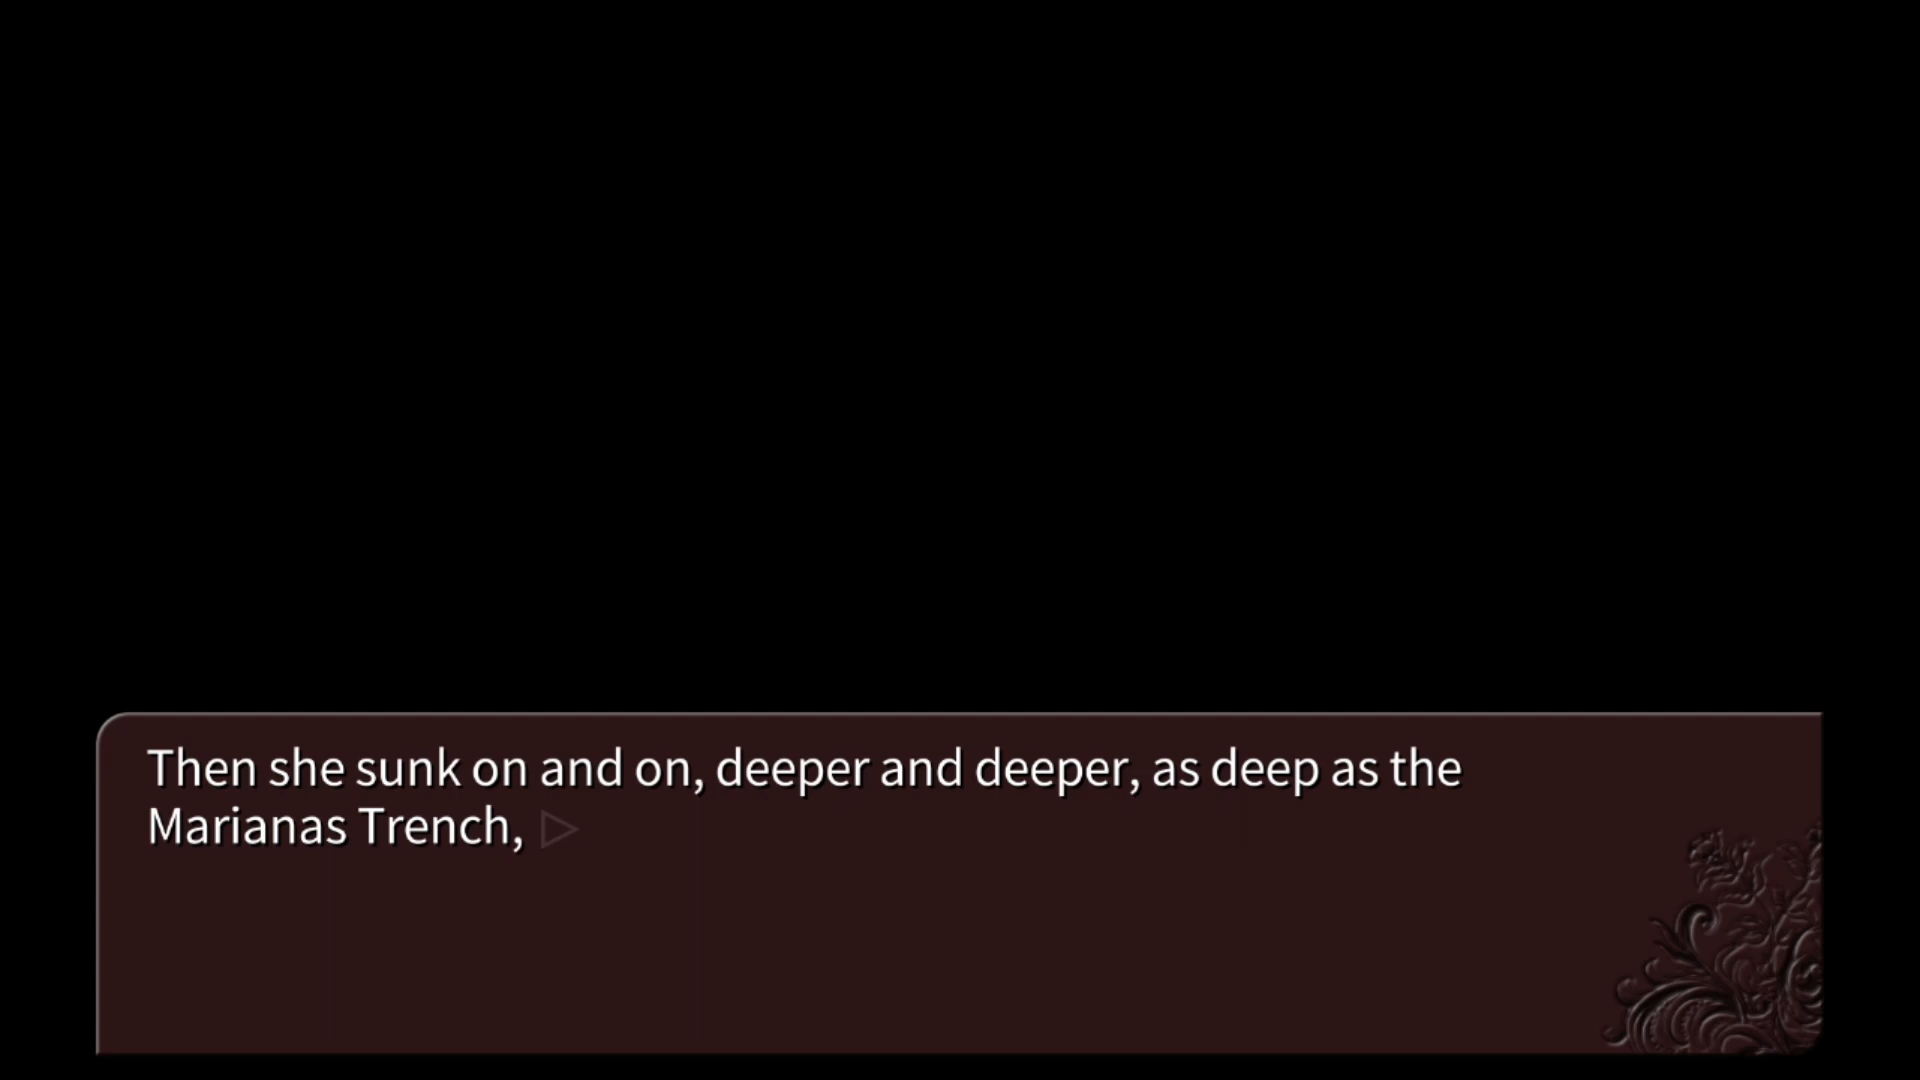 Then she sunk on and on, deeper and deeper, as deep as the
Marianas Trench,